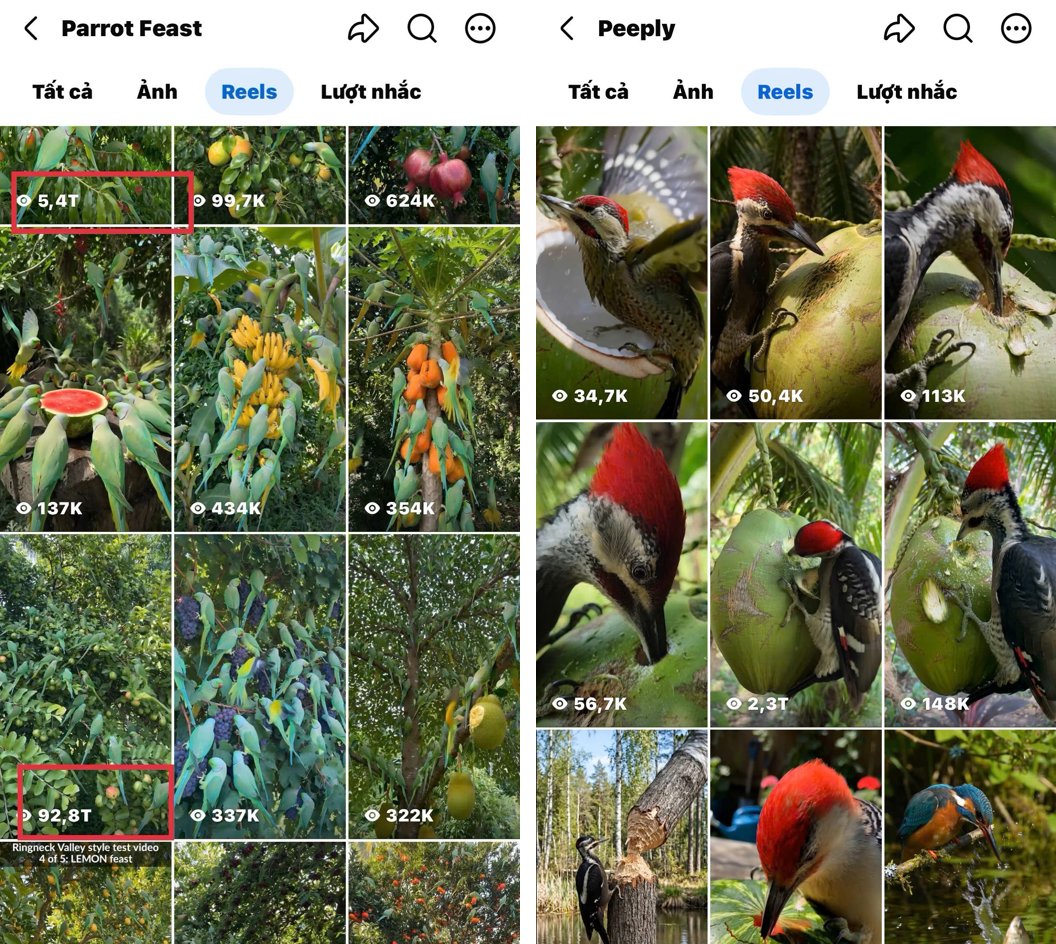 Parrot Feast
Tất cả Ảnh Reels Lượt nhắc
5,4T 99,7K 624K
137K 434K 354K
92,8T 337K 322K
Ringneck Valley style test video
4 of 5: LEMON feast
Peeply
Tất cả Ảnh Reels Lượt nhắc
34,7K 50,4K 113K
56,7K 2,3T 148K